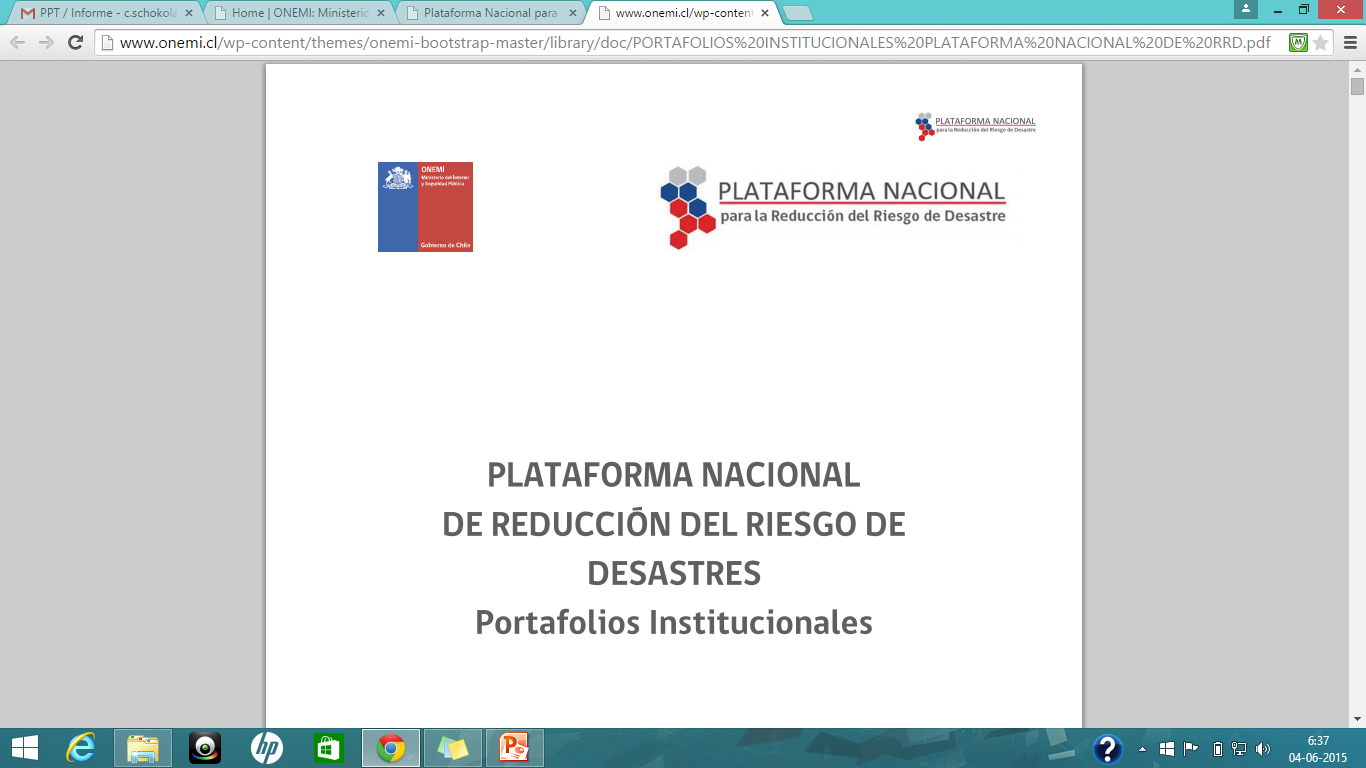 PPT / Informe - c.schokola
Home | ONEMI: Ministerio
Plataforma Nacional para
www.onemi.cl/wp-content
www.onemi.cl/wp-content/themes/onemi-bootstrap-master/library/doc/PORTAFOLIOS%20INSTITUCIONALES%20PLATAFORMA%20NACIONAL%20DE%20RRD.pdf
PLATAFORMA NACIONAL
para la Reducción del Riesgo de Desastre
ONEMI
Ministerio del Interior
y Seguridad Pública
Gobierno de Chile
PLATAFORMA NACIONAL
para la Reducción del Riesgo de Desastre
PLATAFORMA NACIONAL
DE REDUCCIÓN DEL RIESGO DE
DESASTRES
Portafolios Institucionales
hp
6:37
04-06-2015